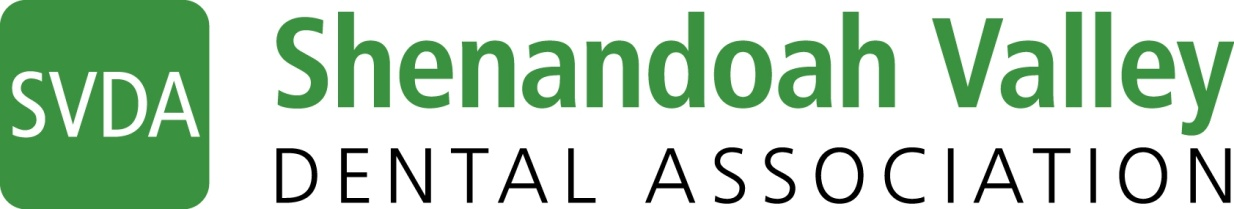 SVDA
Shenandoah Valley
DENTAL ASSOCIATION